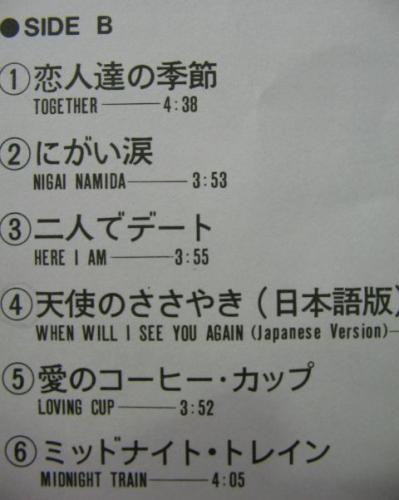 ●SIDE B
①恋人達の季節
TOGETHER——4:38
②にがい涙
NIGAI NAMIDA——3:53
③二人でデート
HERE I AM——3:55
④天使のささやき(日本語版)
WHEN WILL I SEE YOU AGAIN (Japanese Version)—
⑤愛のコーヒー・カップ
LOVING CUP——3:52
⑥ミッドナイト・トレイン
MIDNIGHT TRAIN——4:05